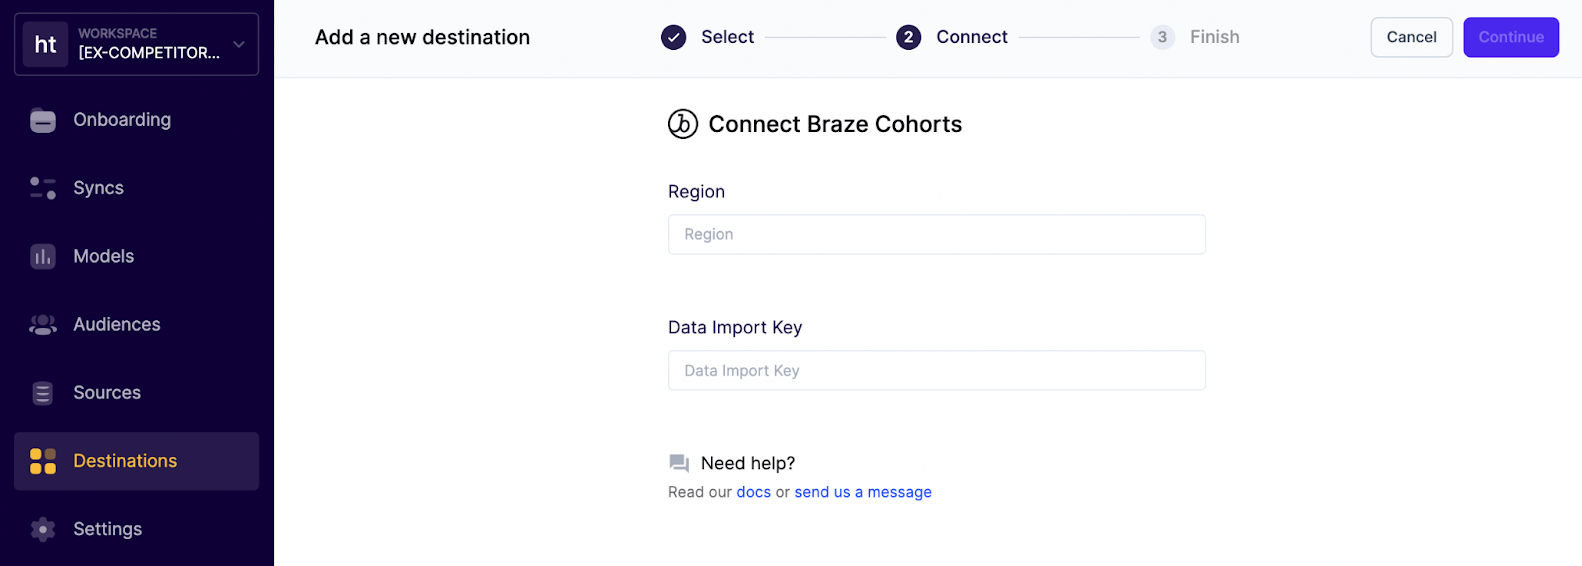 ht
WORKSPACE
[EX-COMPETITOR...
Onboarding
Syncs
Models
Audiences
Sources
Destinations
Settings
Add a new destination
Select
2 Connect
3 Finish
Cancel
Continue
Connect Braze Cohorts
Region
Region
Data Import Key
Data Import Key
Need help?
Read our docs or send us a message